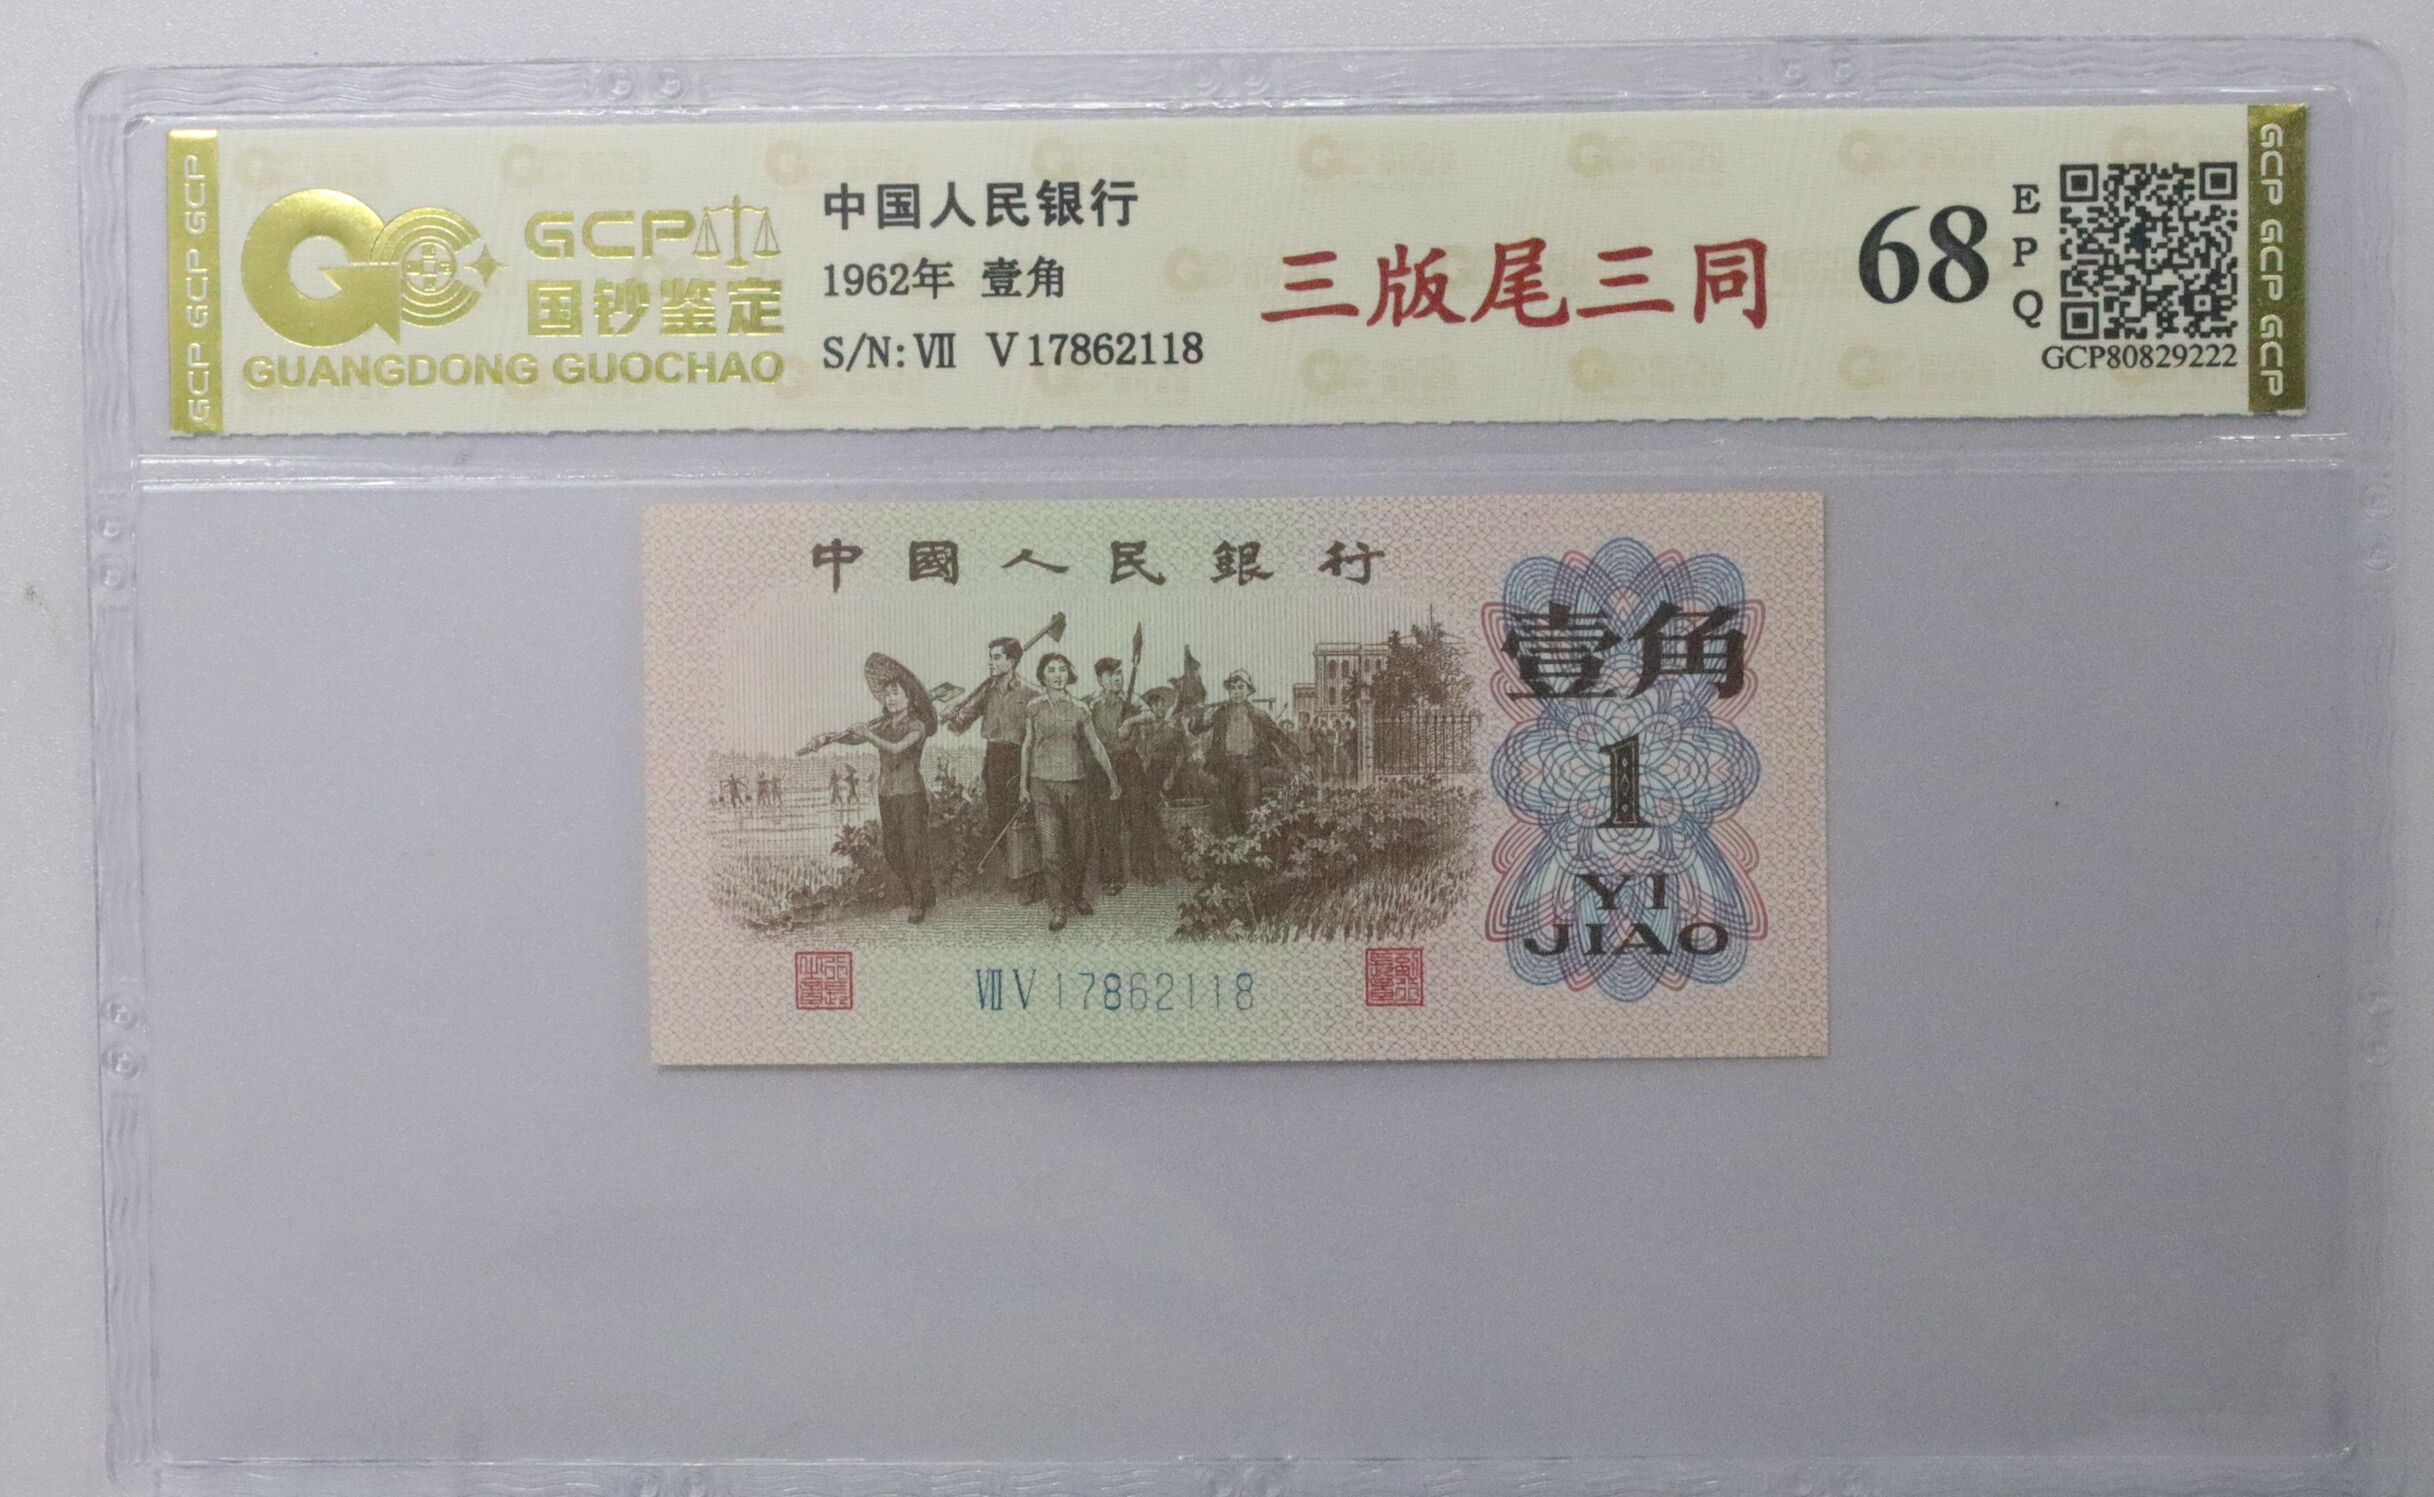 GCP GCP GCP
GCP
国钞鉴定
GUANGDONG GUOCHAO
中国人民银行
1962年 壹角
S/N: Ⅶ Ⅴ17862118
三版尾三同
68
EPQ
GCP80829222
GCP GCP GCP
中國人民銀行
壹角
1
YI
JIAO
ⅦⅤ17862118